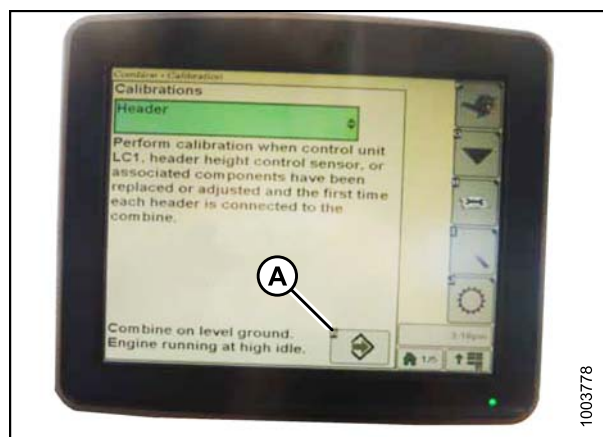 Combine - Calibration
Calibrations
Header
Perform calibration when control unit
LC1, header height control sensor, or
associated components have been
replaced or adjusted and the first time
each header is connected to the
combine.
A
Combine on level ground.
Engine running at high idle.
1/5
1003778